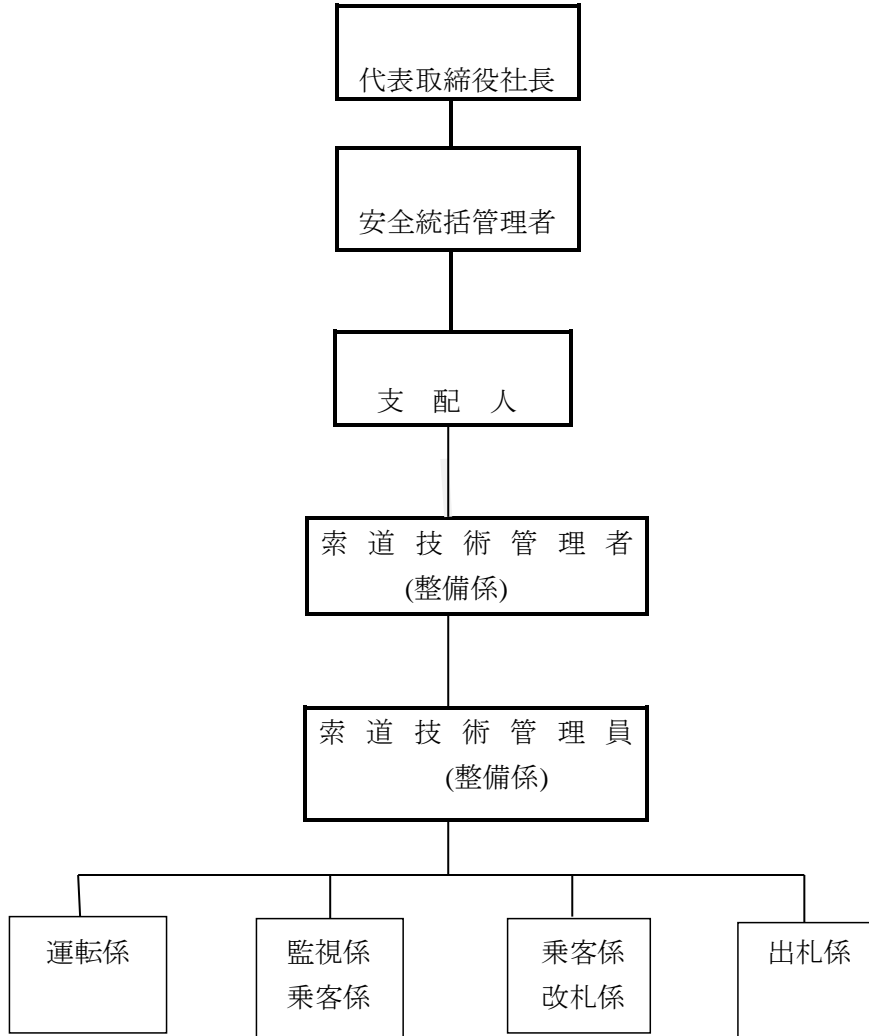 代表取締役社長
安全統括管理者
支 配 人
索 道 技 術 管 理 者
(整備係)
索 道 技 術 管 理 員
(整備係)
運転係
監視係
乗客係
乗客係
改札係
出札係